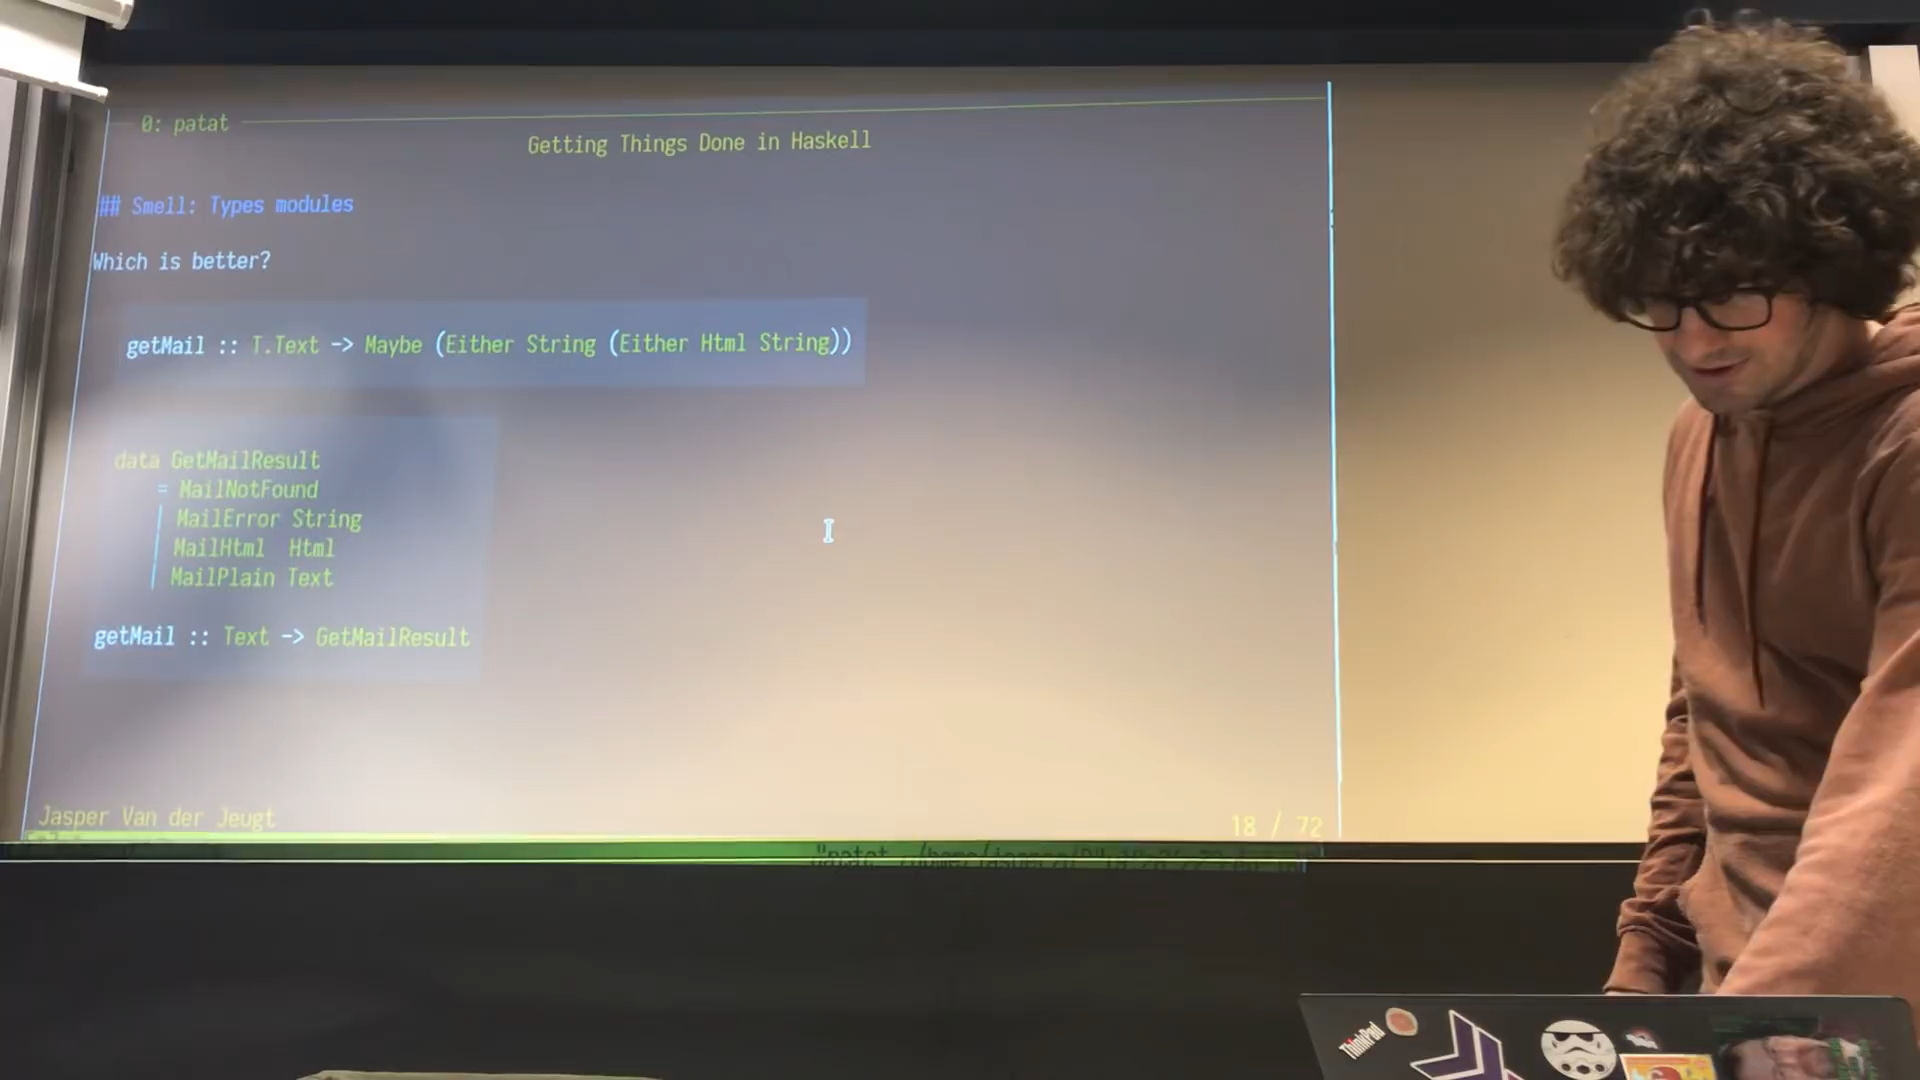 0: patat
Getting Things Done in Haskell
## Smell: Types modules
Which is better?
getMail :: T.Text -> Maybe (Either String (Either Html String))
data GetMailResult
= MailNotFound
| MailError String
| MailHtml Html
| MailPlain Text
getMail :: Text -> GetMailResult
Jasper Van der Jeugt
18 / 72
ThinkPad